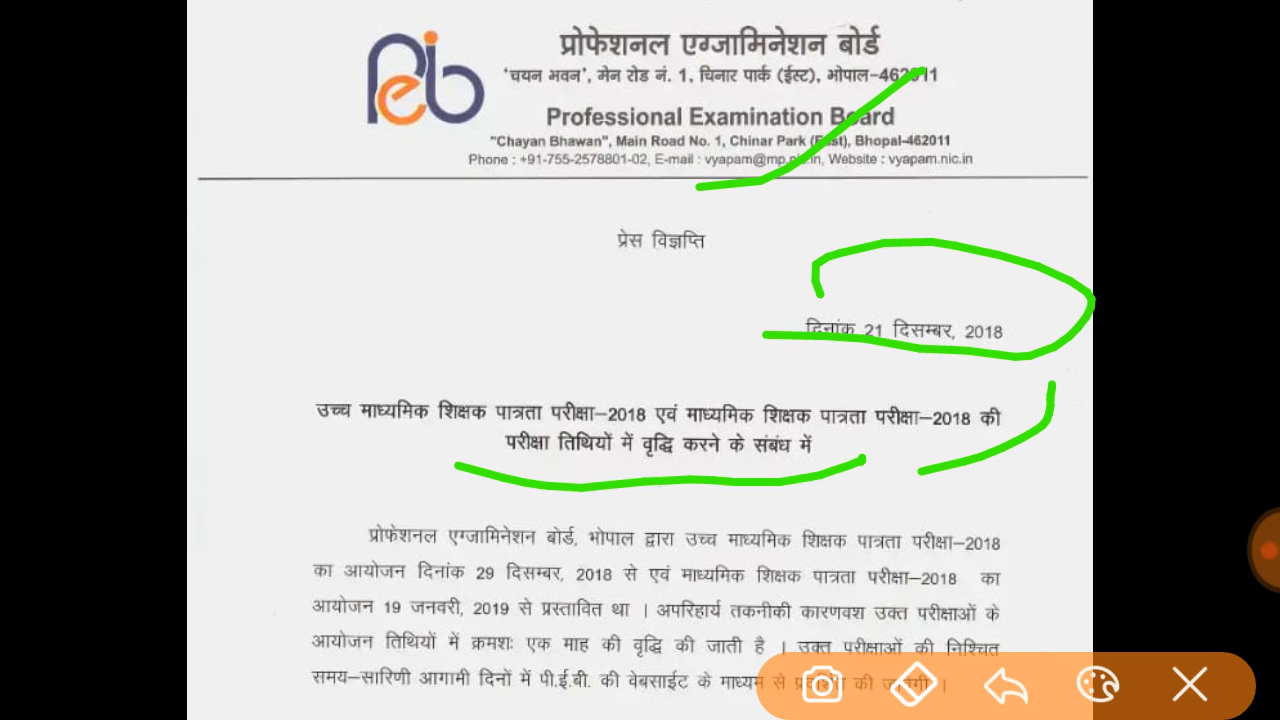 Peb
प्रोफेशनल एग्जामिनेशन बोर्ड
'चयन भवन', मेन रोड नं. 1, चिनार पार्क (ईस्ट), भोपाल-462011
Professional Examination Board
"Chayan Bhawan", Main Road No. 1, Chinar Park (East), Bhopal-462011
Phone : +91-755-2578801-02, E-mail : vyapam@mp.nic.in, Website : vyapam.nic.in
प्रेस विज्ञप्ति
दिनांक 21 दिसम्बर, 2018
उच्च माध्यमिक शिक्षक पात्रता परीक्षा–2018 एवं माध्यमिक शिक्षक पात्रता परीक्षा–2018 की
परीक्षा तिथियों में वृद्धि करने के संबंध में
प्रोफेशनल एग्जामिनेशन बोर्ड, भोपाल द्वारा उच्च माध्यमिक शिक्षक पात्रता परीक्षा–2018
का आयोजन दिनांक 29 दिसम्बर, 2018 से एवं माध्यमिक शिक्षक पात्रता परीक्षा–2018 का
आयोजन 19 जनवरी, 2019 से प्रस्तावित था । अपरिहार्य तकनीकी कारणवश उक्त परीक्षाओं के
आयोजन तिथियों में क्रमशः एक माह की वृद्धि की जाती है । उक्त परीक्षाओं की निश्चित
समय–सारिणी आगामी दिनों में पी.ई.बी. की वेबसाईट के माध्यम से प्रदर्शित की जायेगी ।